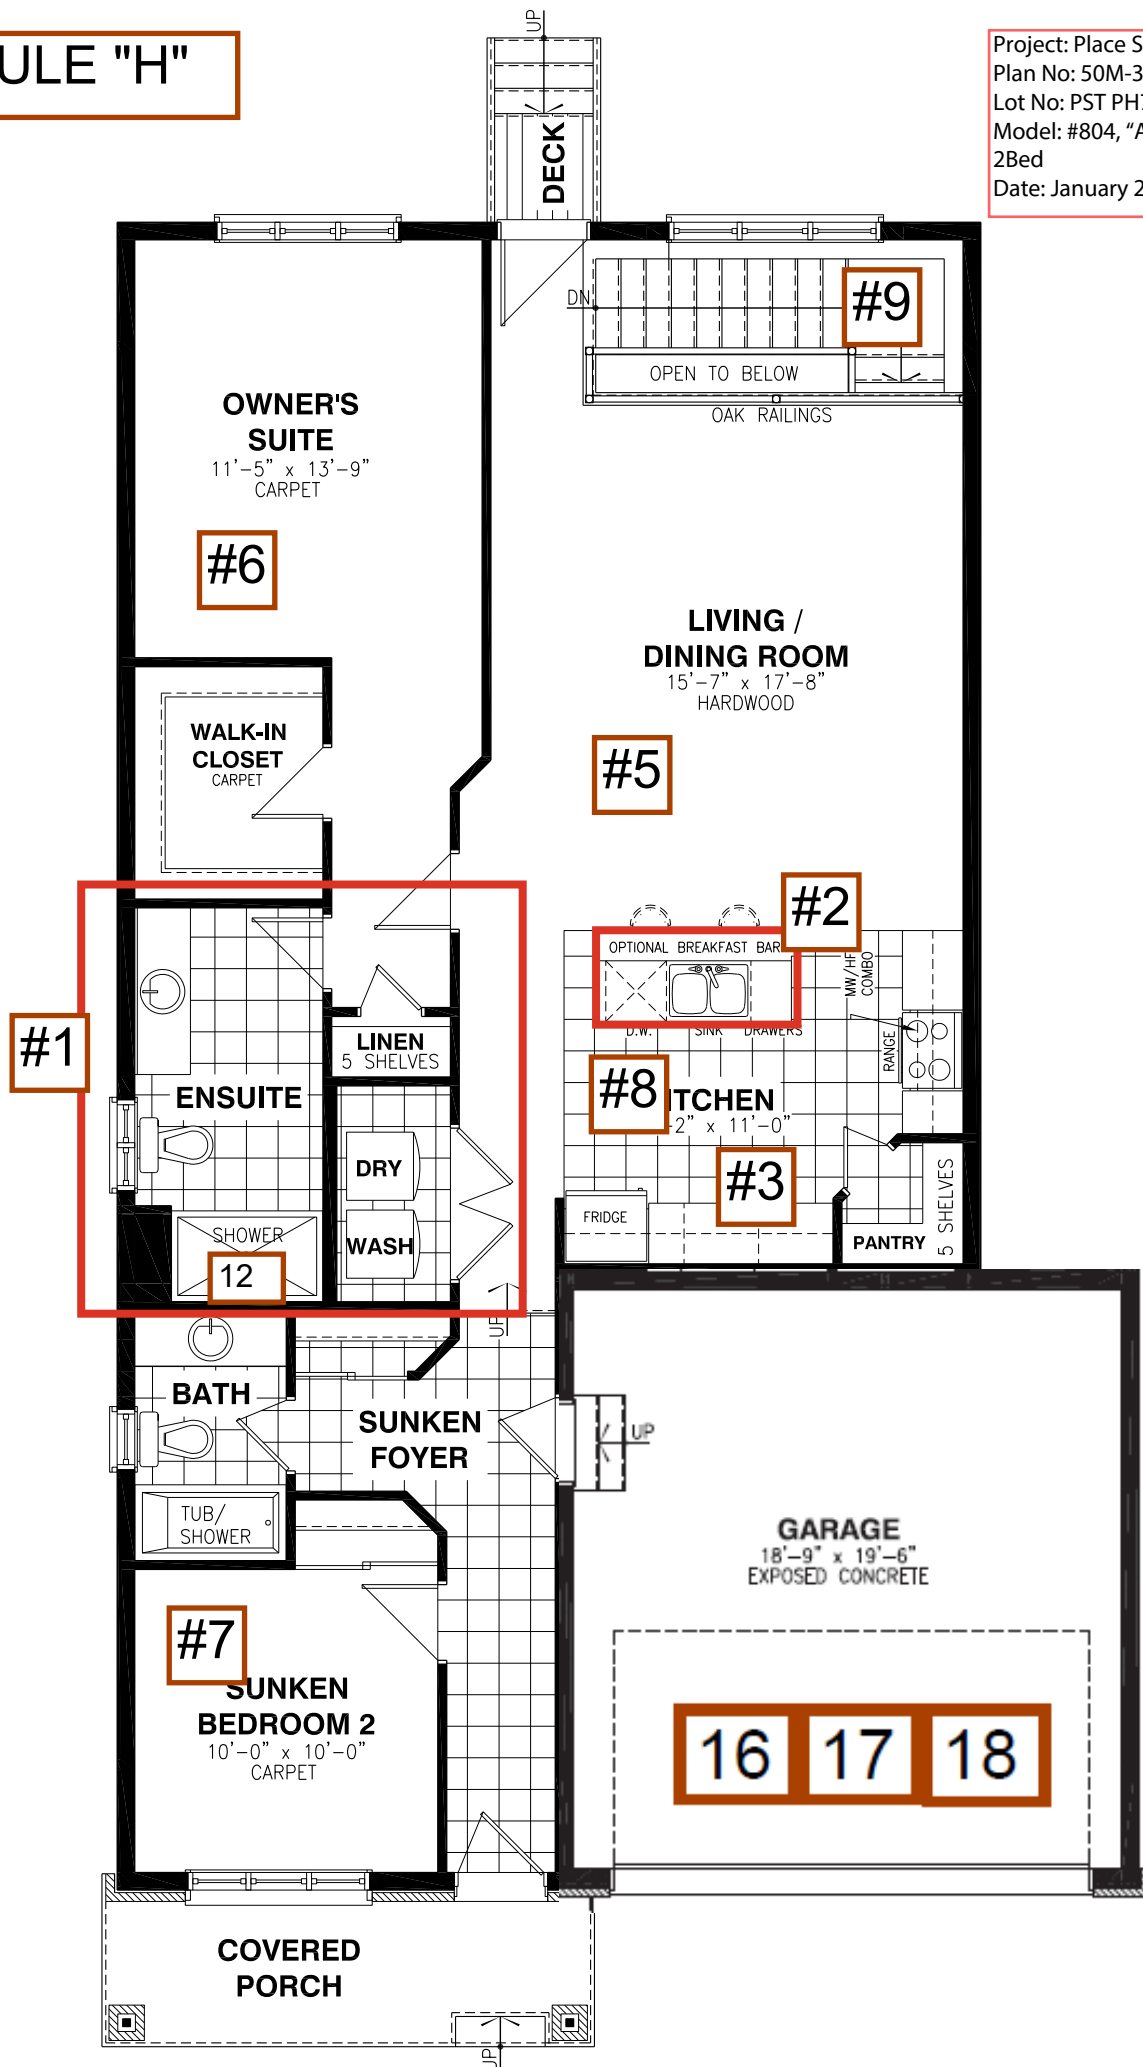 ULE "H"
Project: Place S
Plan No: 50M-3
Lot No: PST PH
Model: #804, “A
2Bed
Date: January 2
UP
DECK
DN
#9
OPEN TO BELOW
OAK RAILINGS
OWNER'S
SUITE
11'-5" x 13'-9"
CARPET
#6
LIVING /
DINING ROOM
15'-7" x 17'-8"
HARDWOOD
WALK-IN
CLOSET
CARPET
#5
#2
OPTIONAL BREAKFAST BAR
MW/HF
COMBO
D.W. SINK DRAWERS
RANGE
#1
LINEN
5 SHELVES
ENSUITE
#8
ITCHEN
-2" x 11'-0"
DRY
#3
5 SHELVES
FRIDGE
SHOWER
WASH
PANTRY
12
UP
BATH
SUNKEN
FOYER
UP
TUB/
SHOWER
GARAGE
18'-9" x 19'-6"
EXPOSED CONCRETE
#7
SUNKEN
BEDROOM 2
10'-0" x 10'-0"
CARPET
16 17 18
COVERED
PORCH
UP